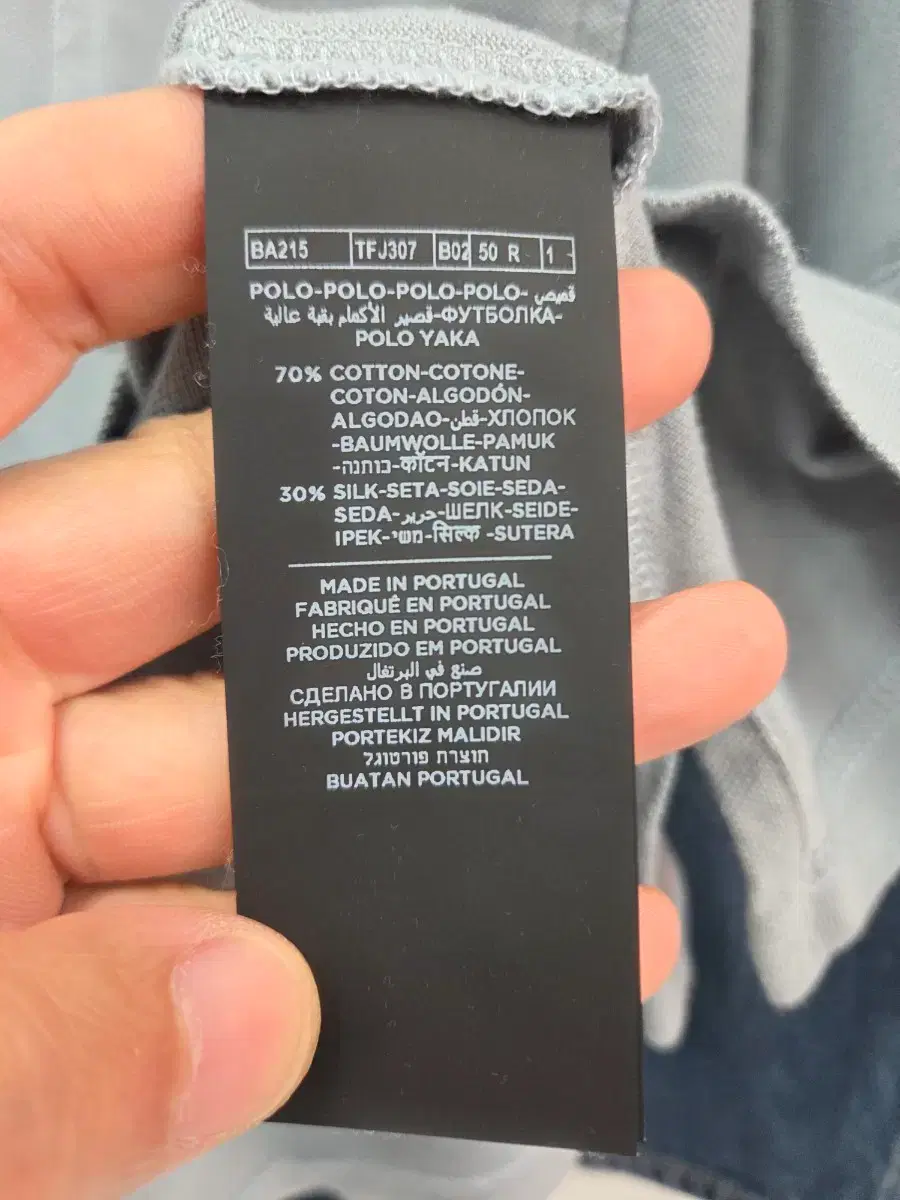 BA215 TFJ307 B02 50 R 1
POLO-POLO-POLO-POLO-قميص
قصير الأكمام بقبة عالية-ФУТБОЛКА-
POLO YAKA
70% COTTON-COTONE-
COTON-ALGODÓN-
ALGODAO-قطن-ХЛОПОК
-BAUMWOLLE-PAMUK
-כותנה-कॉटन-KATUN
30% SILK-SETA-SOIE-SEDA-
SEDA-حرير-ШЕЛК-SEIDE-
IPEK-משי-सिल्क -SUTERA
MADE IN PORTUGAL
FABRIQUÉ EN PORTUGAL
HECHO EN PORTUGAL
PRODUZIDO EM PORTUGAL
صنع في البرتغال
СДЕЛАНО В ПОРТУГАЛИИ
HERGESTELLT IN PORTUGAL
PORTEKIZ MALIDIR
תוצרת פורטוגל
BUATAN PORTUGAL